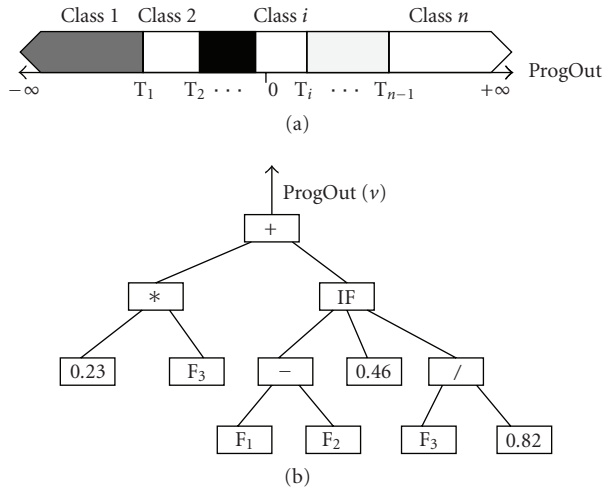 Class 1 Class 2 Class i Class n
ProgOut
−∞ T1 T2 · · · 0 Ti · · · Tn−1 +∞
(a)
ProgOut (v)
+
∗ IF
0.23 F3 − 0.46 /
F1 F2 F3 0.82
(b)